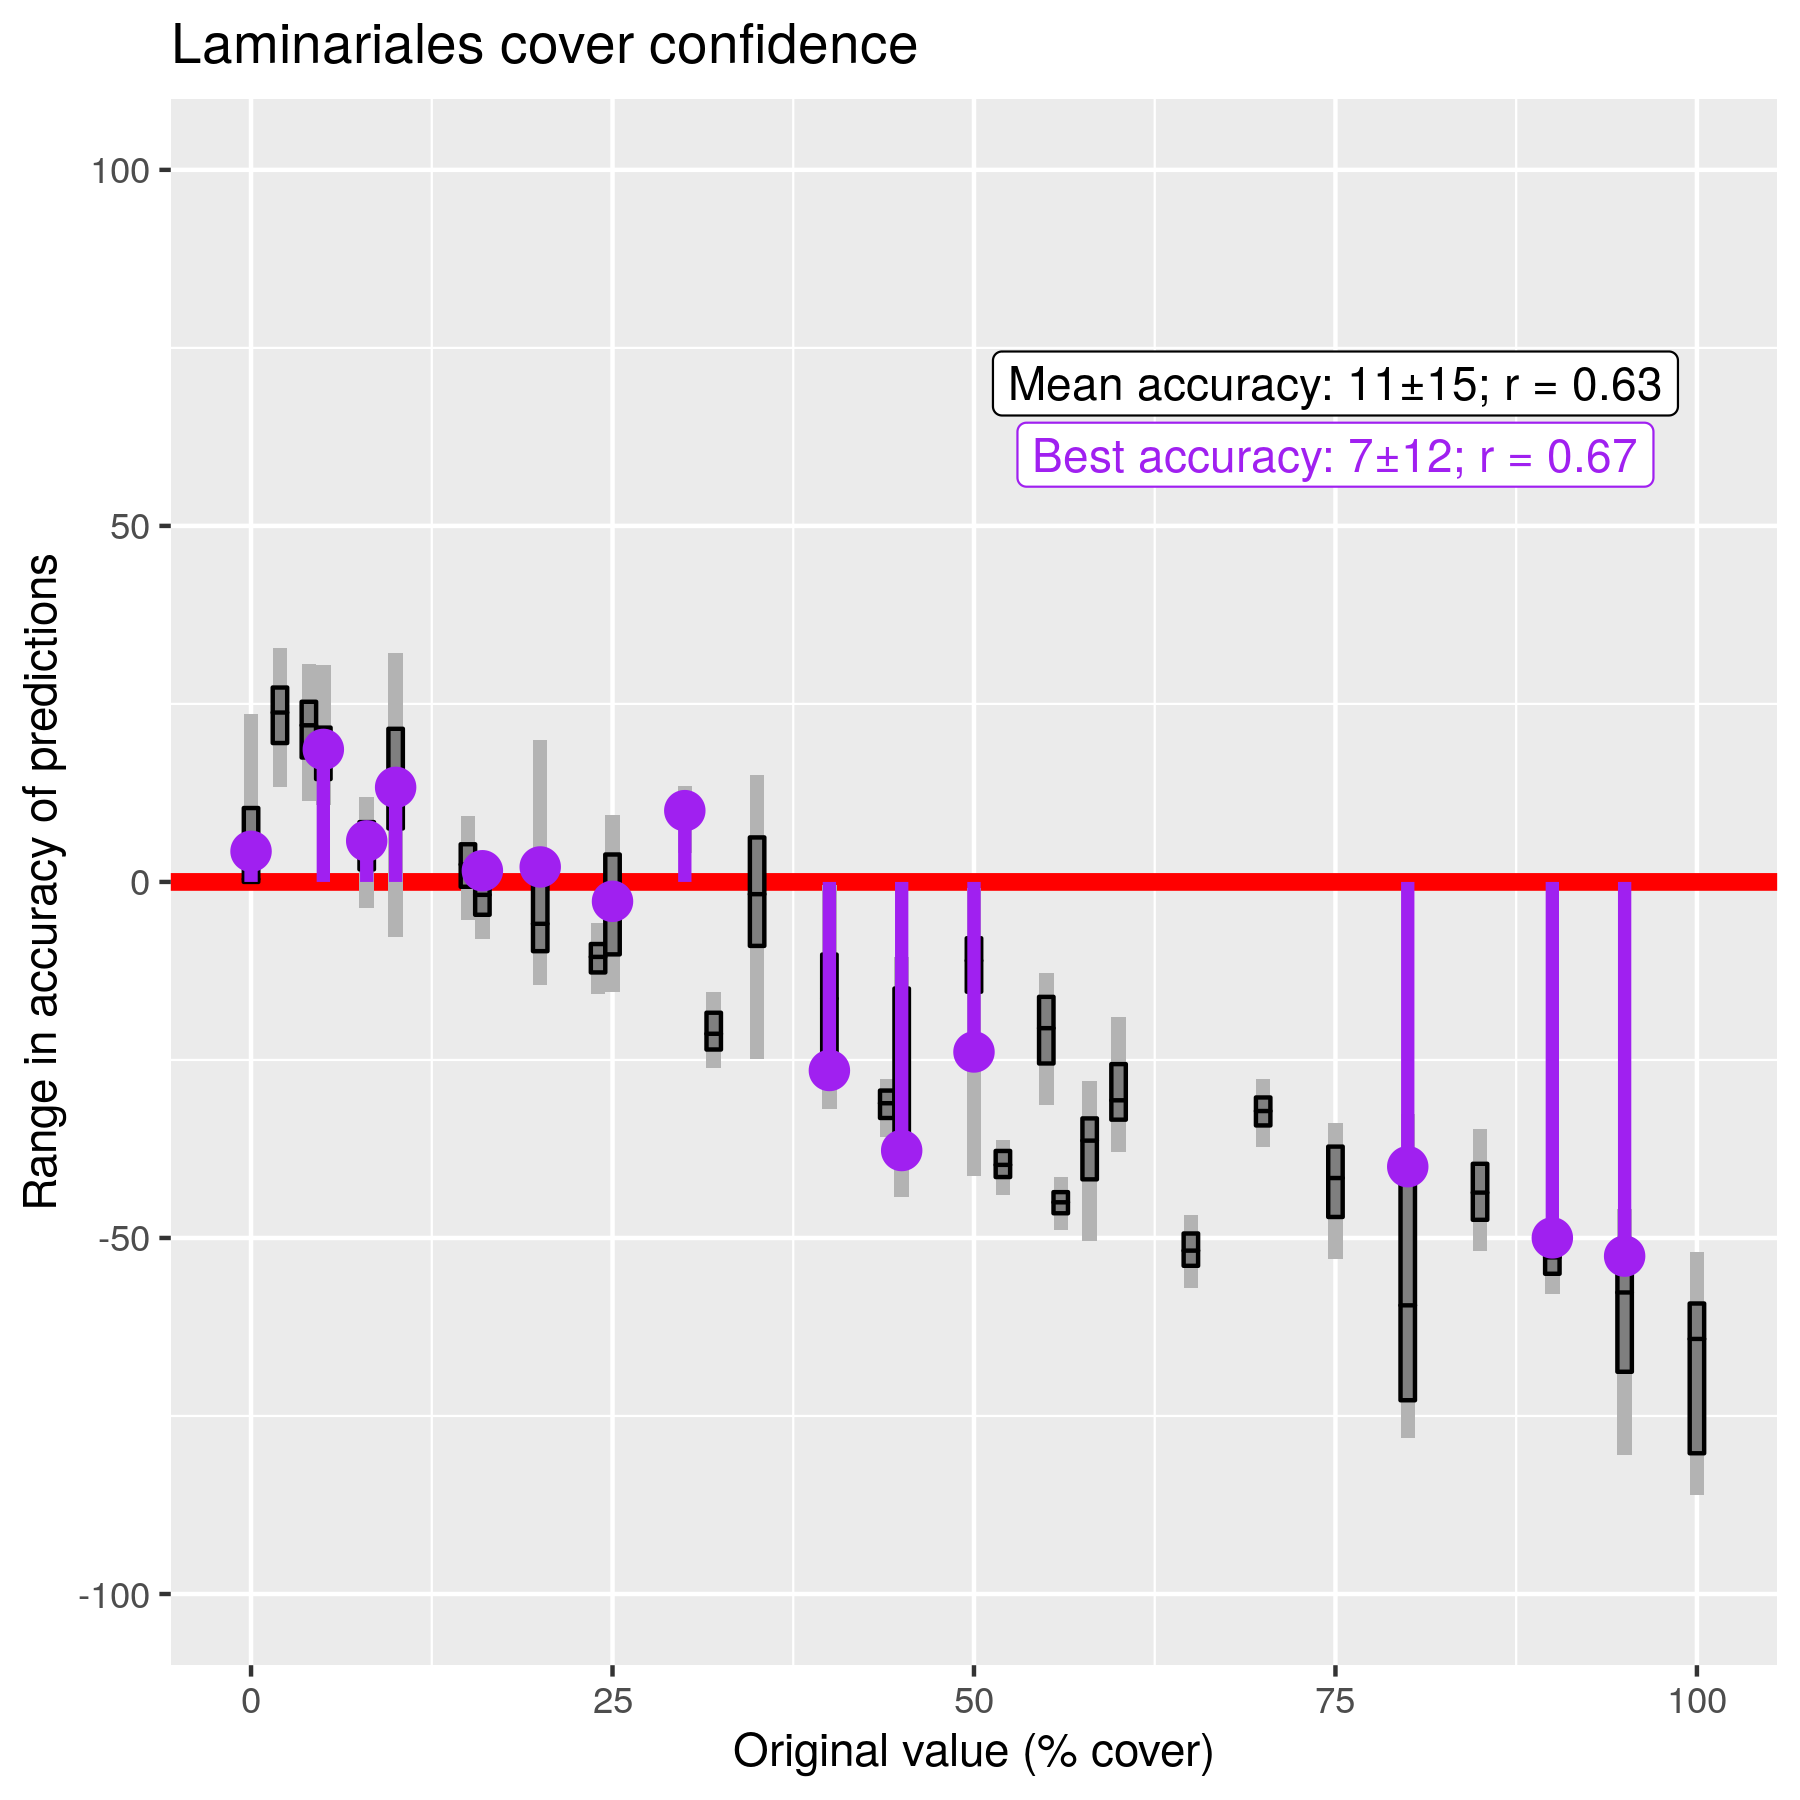 Laminariales cover confidence
100
50
0
-50
-100
Range in accuracy of predictions
Mean accuracy: 11±15; r = 0.63
Best accuracy: 7±12; r = 0.67
0 25 50 75 100
Original value (% cover)